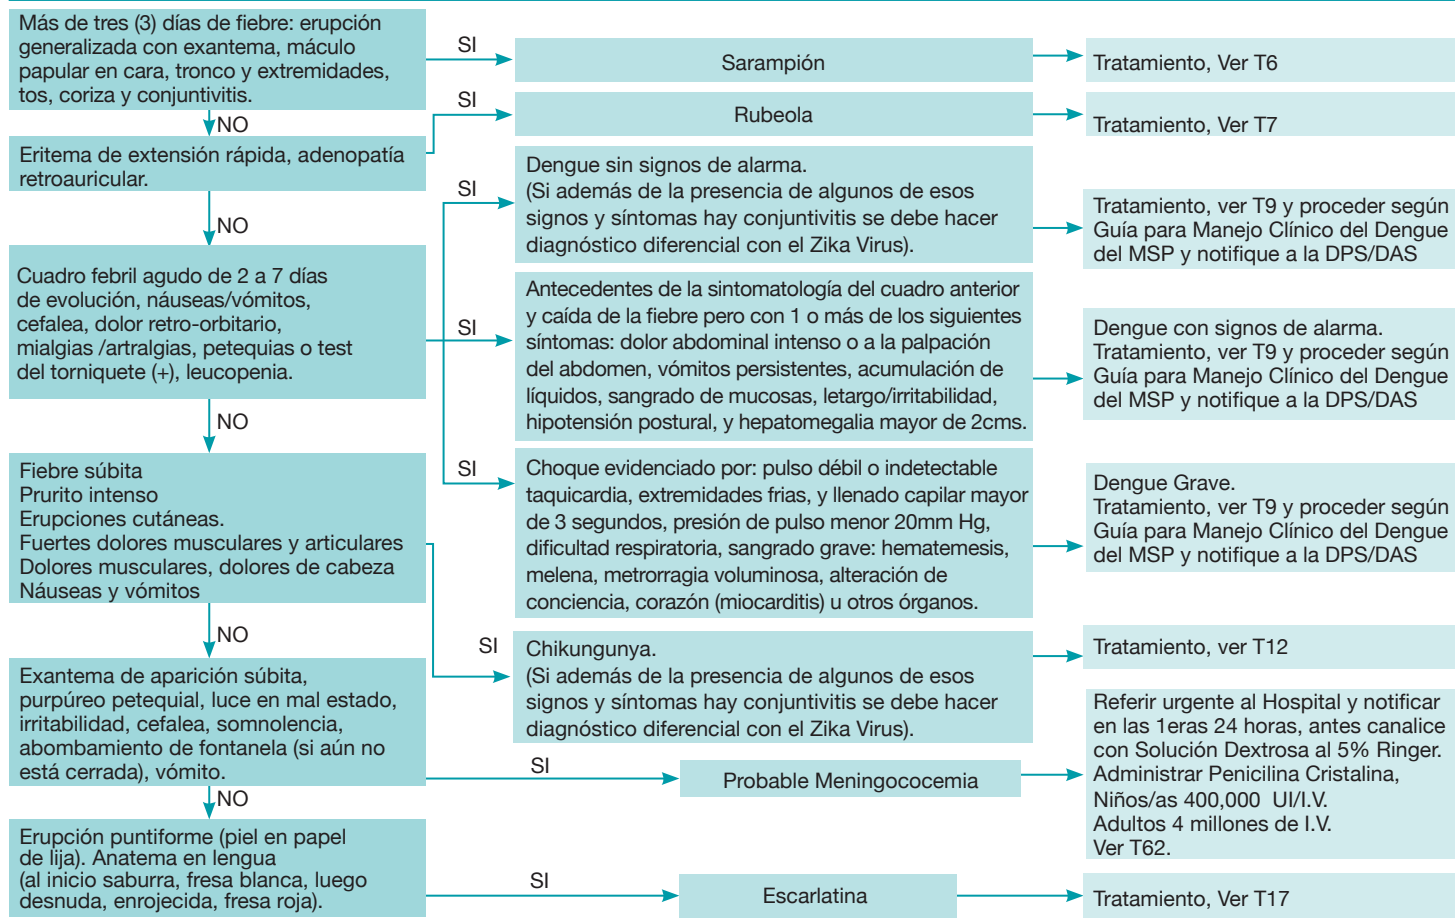 Más de tres (3) días de fiebre: erupción
generalizada con exantema, máculo
papular en cara, tronco y extremidades,
tos, coriza y conjuntivitis.
SI
Sarampión
Tratamiento, Ver T6
NO
SI
Rubeola
Tratamiento, Ver T7
Eritema de extensión rápida, adenopatía
retroauricular.
NO
SI
Dengue sin signos de alarma.
(Si además de la presencia de algunos de esos
signos y síntomas hay conjuntivitis se debe hacer
diagnóstico diferencial con el Zika Virus).
Tratamiento, ver T9 y proceder según
Guía para Manejo Clínico del Dengue
del MSP y notifique a la DPS/DAS
Cuadro febril agudo de 2 a 7 días
de evolución, náuseas/vómitos,
cefalea, dolor retro-orbitario,
mialgias /artralgias, petequias o test
del torniquete (+), leucopenia.
SI
Antecedentes de la sintomatología del cuadro anterior
y caída de la fiebre pero con 1 o más de los siguientes
síntomas: dolor abdominal intenso o a la palpación
del abdomen, vómitos persistentes, acumulación de
líquidos, sangrado de mucosas, letargo/irritabilidad,
hipotensión postural, y hepatomegalia mayor de 2cms.
Dengue con signos de alarma.
Tratamiento, ver T9 y proceder según
Guía para Manejo Clínico del Dengue
del MSP y notifique a la DPS/DAS
NO
SI
Choque evidenciado por: pulso débil o indetectable
taquicardia, extremidades frias, y llenado capilar mayor
de 3 segundos, presión de pulso menor 20mm Hg,
dificultad respiratoria, sangrado grave: hematemesis,
melena, metrorragia voluminosa, alteración de
conciencia, corazón (miocarditis) u otros órganos.
Dengue Grave.
Tratamiento, ver T9 y proceder según
Guía para Manejo Clínico del Dengue
del MSP y notifique a la DPS/DAS
Fiebre súbita
Prurito intenso
Erupciones cutáneas.
Fuertes dolores musculares y articulares
Dolores musculares, dolores de cabeza
Náuseas y vómitos
NO
SI
Chikungunya.
(Si además de la presencia de algunos de esos
signos y síntomas hay conjuntivitis se debe hacer
diagnóstico diferencial con el Zika Virus).
Tratamiento, ver T12
Exantema de aparición súbita,
purpúreo petequial, luce en mal estado,
irritabilidad, cefalea, somnolencia,
abombamiento de fontanela (si aún no
está cerrada), vómito.
SI
Probable Meningococemia
Referir urgente al Hospital y notificar
en las 1eras 24 horas, antes canalice
con Solución Dextrosa al 5% Ringer.
Administrar Penicilina Cristalina,
Niños/as 400,000 UI/I.V.
Adultos 4 millones de I.V.
Ver T62.
NO
Erupción puntiforme (piel en papel
de lija). Anatema en lengua
(al inicio saburra, fresa blanca, luego
desnuda, enrojecida, fresa roja).
SI
Escarlatina
Tratamiento, Ver T17